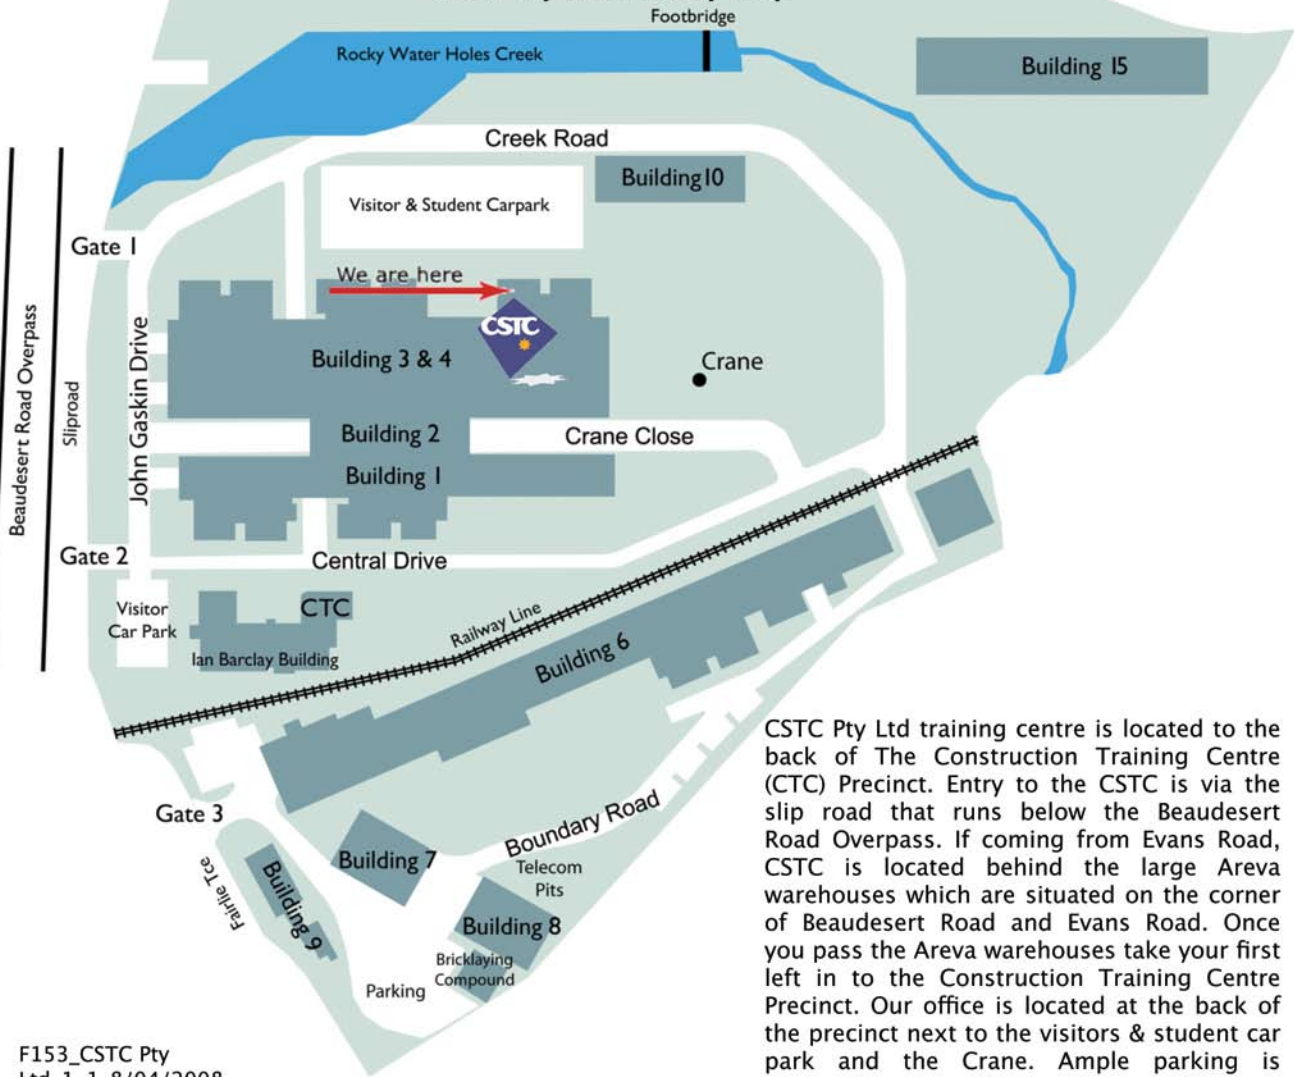 Footbridge
Rocky Water Holes Creek
Building 15
Creek Road
Building10
Visitor & Student Carpark
Gate 1
We are here
CSTC
Beaudesert Road Overpass
Sliproad
John Gaskin Drive
Building 3 & 4
Crane
Building 2
Crane Close
Building 1
Gate 2
Central Drive
Visitor
Car Park
CTC
Ian Barclay Building
Railway Line
Building 6
Gate 3
Fairlie Tce
Building 9
Building 7
Boundary Road
Telecom
Pits
Building 8
Bricklaying
Compound
Parking
CSTC Pty Ltd training centre is located to the
back of The Construction Training Centre
(CTC) Precinct. Entry to the CSTC is via the
slip road that runs below the Beaudesert
Road Overpass. If coming from Evans Road,
CSTC is located behind the large Areva
warehouses which are situated on the corner
of Beaudesert Road and Evans Road. Once
you pass the Areva warehouses take your first
left in to the Construction Training Centre
Precinct. Our office is located at the back of
the precinct next to the visitors & student car
park and the Crane. Ample parking is
F153_CSTC Pty
Ltd_1_1_8/04/2008